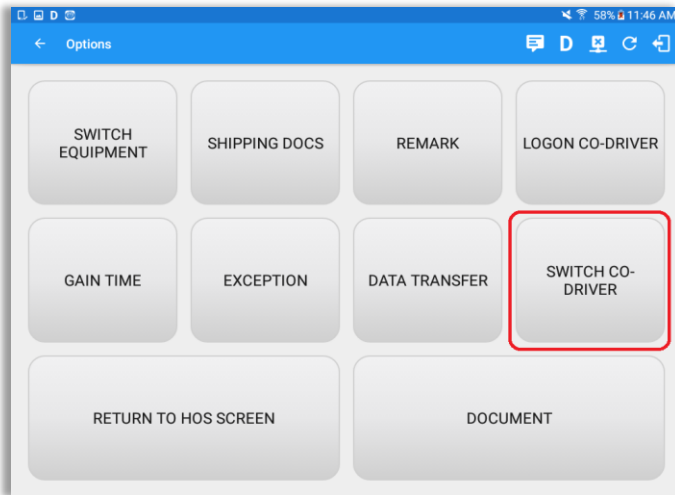 D
58% 11:46 AM
Options
D
SWITCH
EQUIPMENT
SHIPPING DOCS
REMARK
LOGON CO-DRIVER
GAIN TIME
EXCEPTION
DATA TRANSFER
SWITCH CO-
DRIVER
RETURN TO HOS SCREEN
DOCUMENT